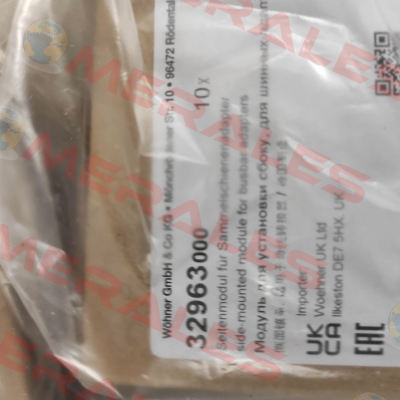 Wöhner GmbH & Co KG • Mönchrödener Str. 10 • 96472 Rödental
32963000
10x
Seitenmodul für Sammelschienenadapter
side-mounted module for busbar adapters
Модуль для установки сбоку, для шинных
Importer
Woehner UK Ltd
Ilkeston DE7 5HX UK
UK
CA
EAC
MERALES
MERALES
MERALES